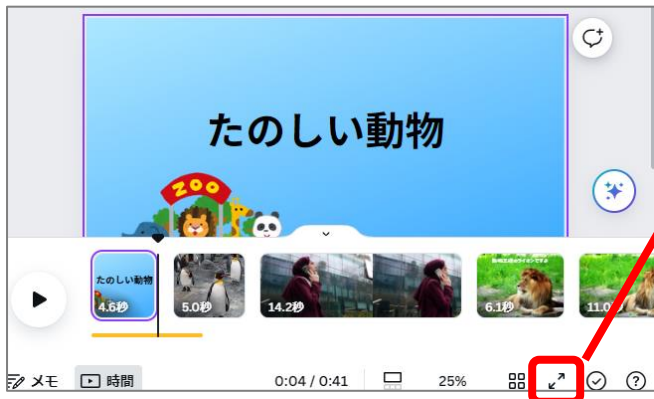 たのしい動物
ZOO
たのしい動物
4.6秒
5.0秒
14.2秒
6.1秒
11.0
メモ
時間
0:04 / 0:41
25%